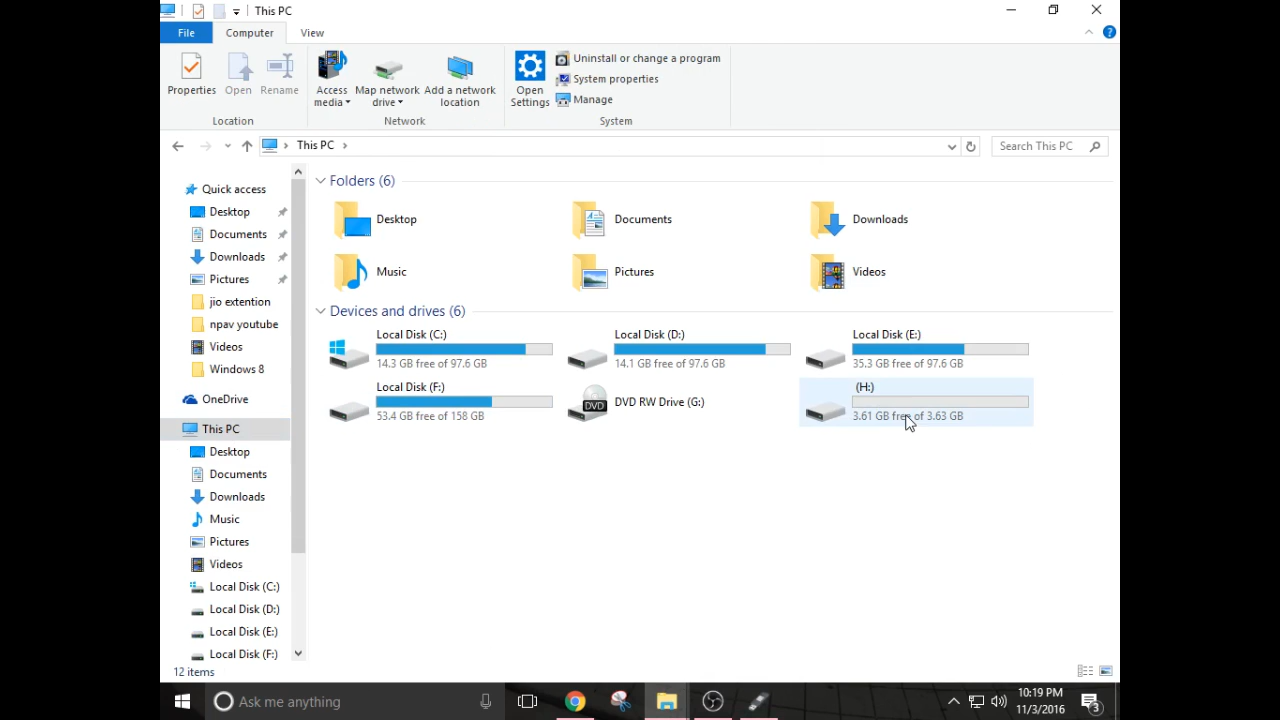 This PC
File
Computer
View
Properties
Open
Rename
Access media
Map network drive
Add a network location
Open Settings
Uninstall or change a program
System properties
Manage
Location
Network
System
This PC
Search This PC
Quick access
Desktop
Documents
Downloads
Pictures
jio extention
npav youtube
Videos
Windows 8
OneDrive
This PC
Desktop
Documents
Downloads
Music
Pictures
Videos
Local Disk (C:)
Local Disk (D:)
Local Disk (E:)
Local Disk (F:)
Folders (6)
Desktop
Documents
Downloads
Music
Pictures
Videos
Devices and drives (6)
Local Disk (C:)
14.3 GB free of 97.6 GB
Local Disk (D:)
14.1 GB free of 97.6 GB
Local Disk (E:)
35.3 GB free of 97.6 GB
Local Disk (F:)
53.4 GB free of 158 GB
DVD
DVD RW Drive (G:)
(H:)
3.61 GB free of 3.63 GB
12 items
Ask me anything
10:19 PM
11/3/2016
3